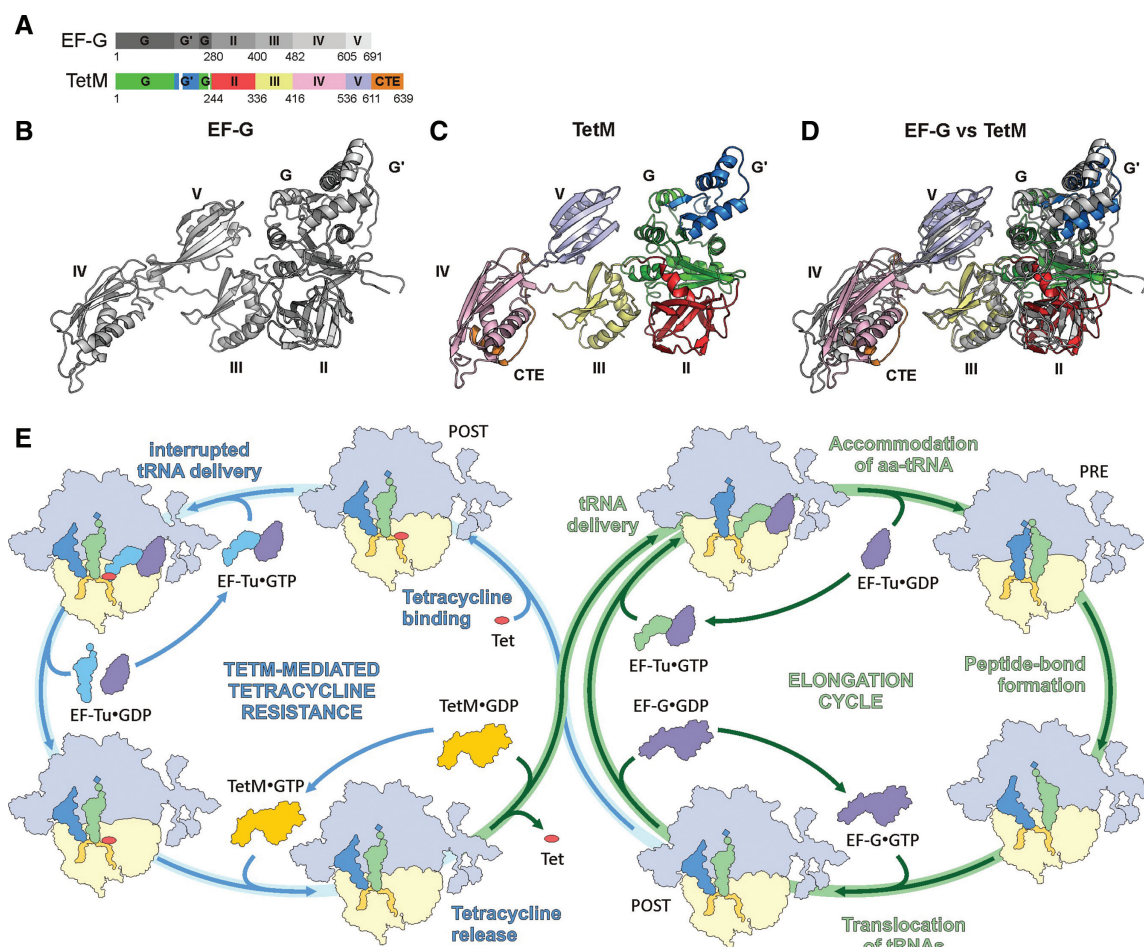 A
EF-G G G' G II III IV V
1 280 400 482 605 691
TetM G G' G II III IV V CTE
1 244 336 416 536 611 639
B EF-G
G G' V IV III II
C TetM
G G' V IV CTE III II
D EF-G vs TetM
G G' V IV CTE III II
E
interrupted
tRNA delivery
POST
EF-Tu•GTP
Tetracycline
binding
Tet
EF-Tu•GDP
TETM-MEDIATED
TETRACYCLINE
RESISTANCE
TetM•GDP
TetM•GTP
Tet
Tetracycline
release
tRNA
delivery
Accommodation
of aa-tRNA
PRE
EF-Tu•GDP
EF-Tu•GTP
Peptide-bond
formation
ELONGATION
CYCLE
EF-G•GDP
EF-G•GTP
POST
Translocation
of tRNAs